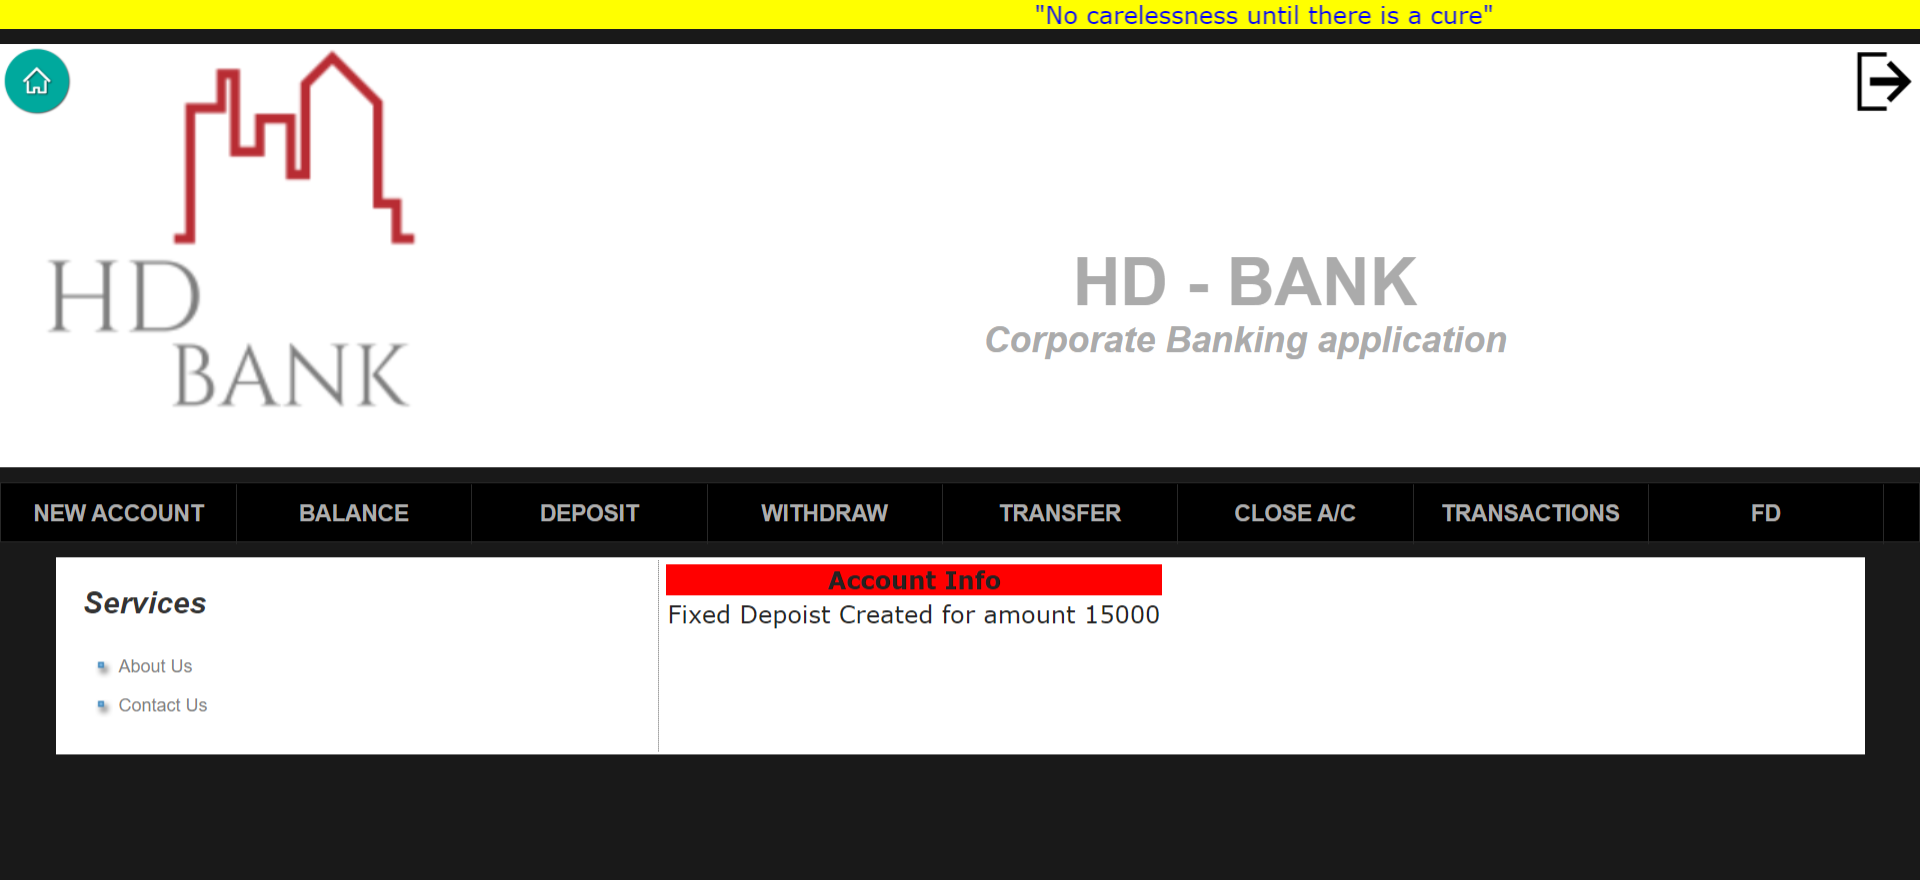 "No carelessness until there is a cure"
HD
BANK
HD - BANK
Corporate Banking application
NEW ACCOUNT BALANCE DEPOSIT WITHDRAW TRANSFER CLOSE A/C TRANSACTIONS FD
Services
About Us
Contact Us
Account Info
Fixed Depoist Created for amount 15000